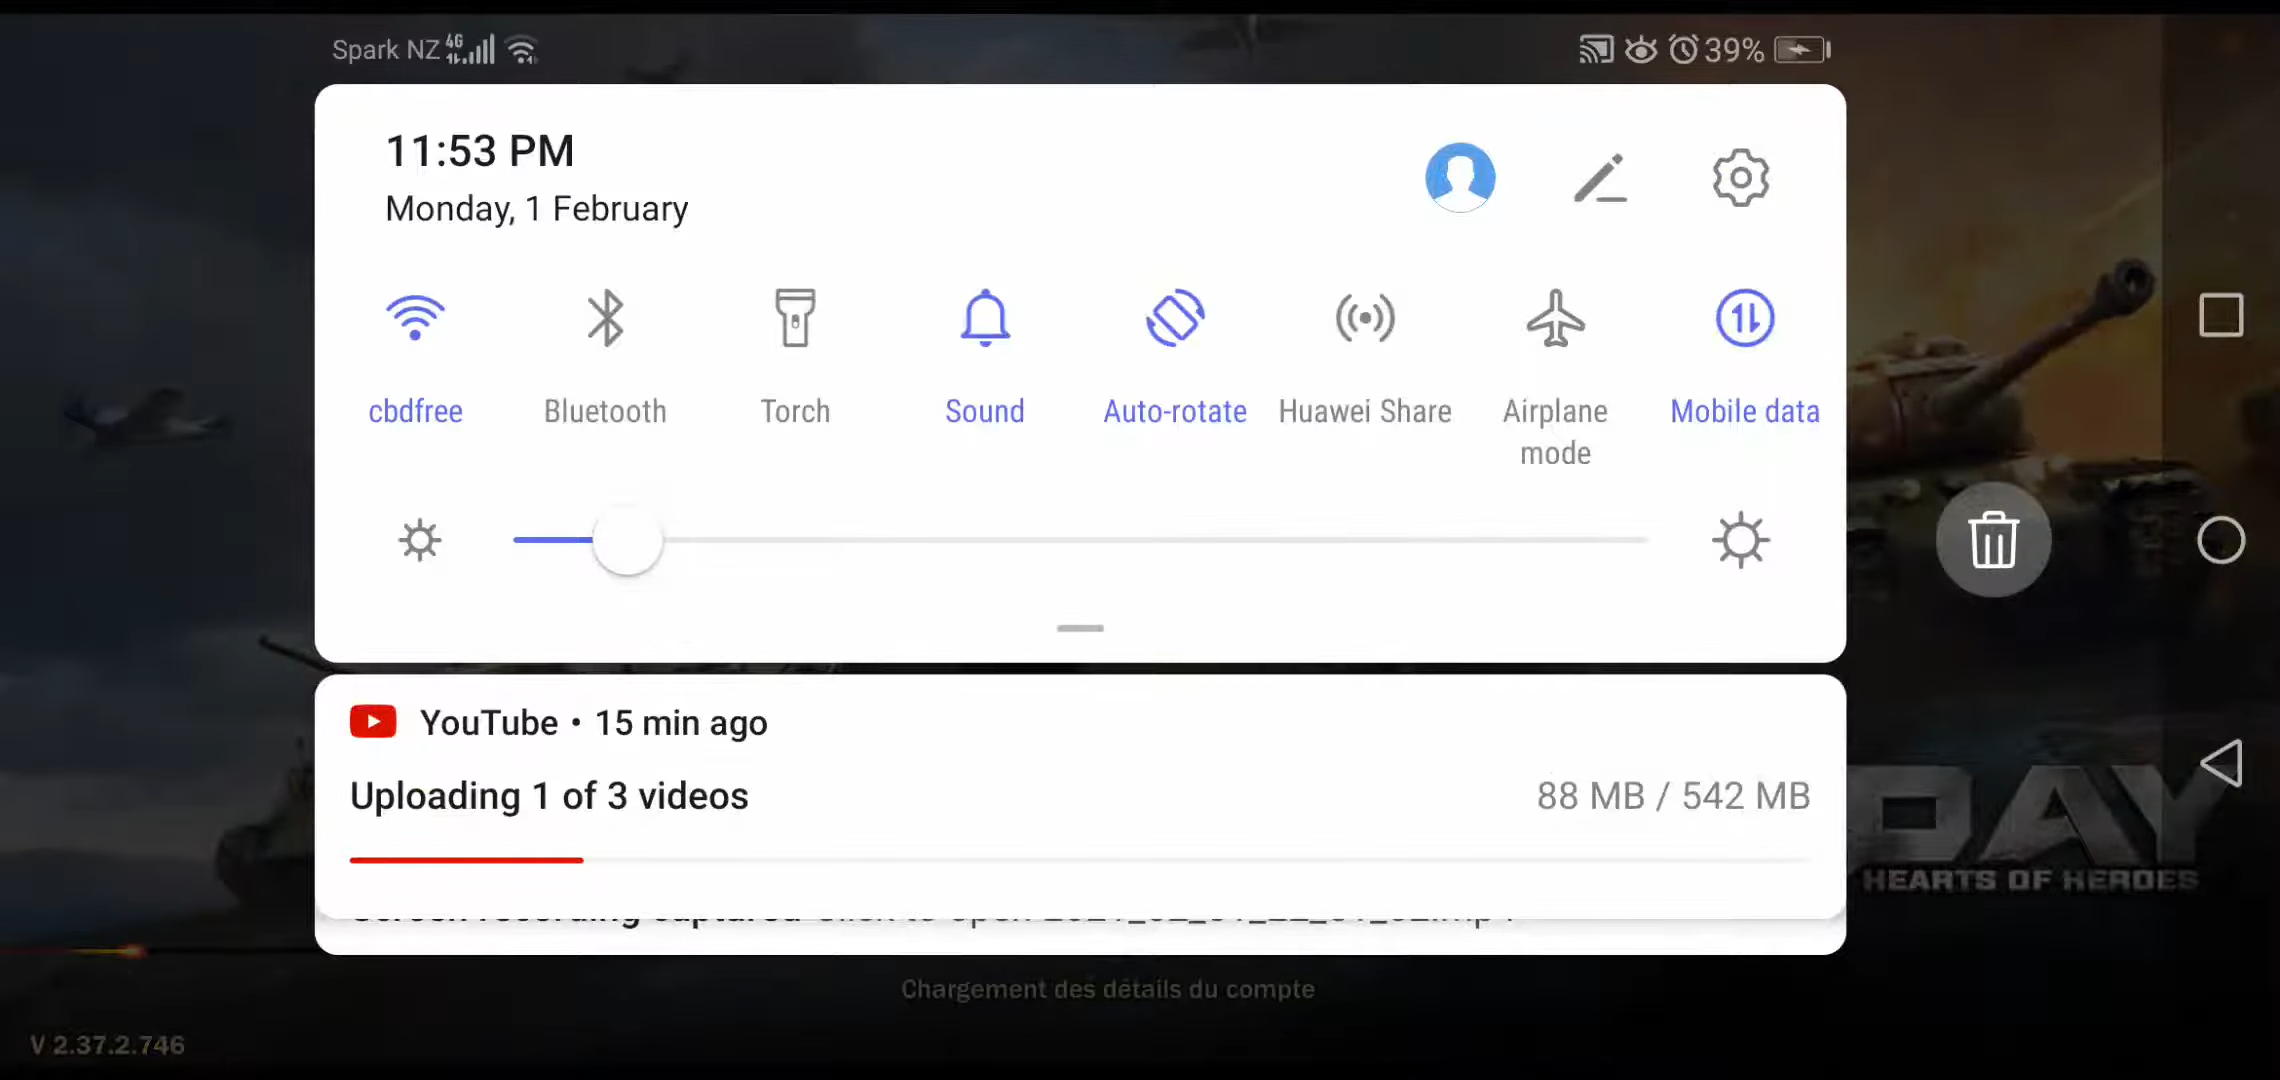 Spark NZ 4G
39%
11:53 PM
Monday, 1 February
cbdfree
Bluetooth
Torch
Sound
Auto-rotate
Huawei Share
Airplane
mode
Mobile data
YouTube • 15 min ago
Uploading 1 of 3 videos
88 MB / 542 MB
DAY
HEARTS OF HEROES
Chargement des détails du compte
V 2.37.2.746